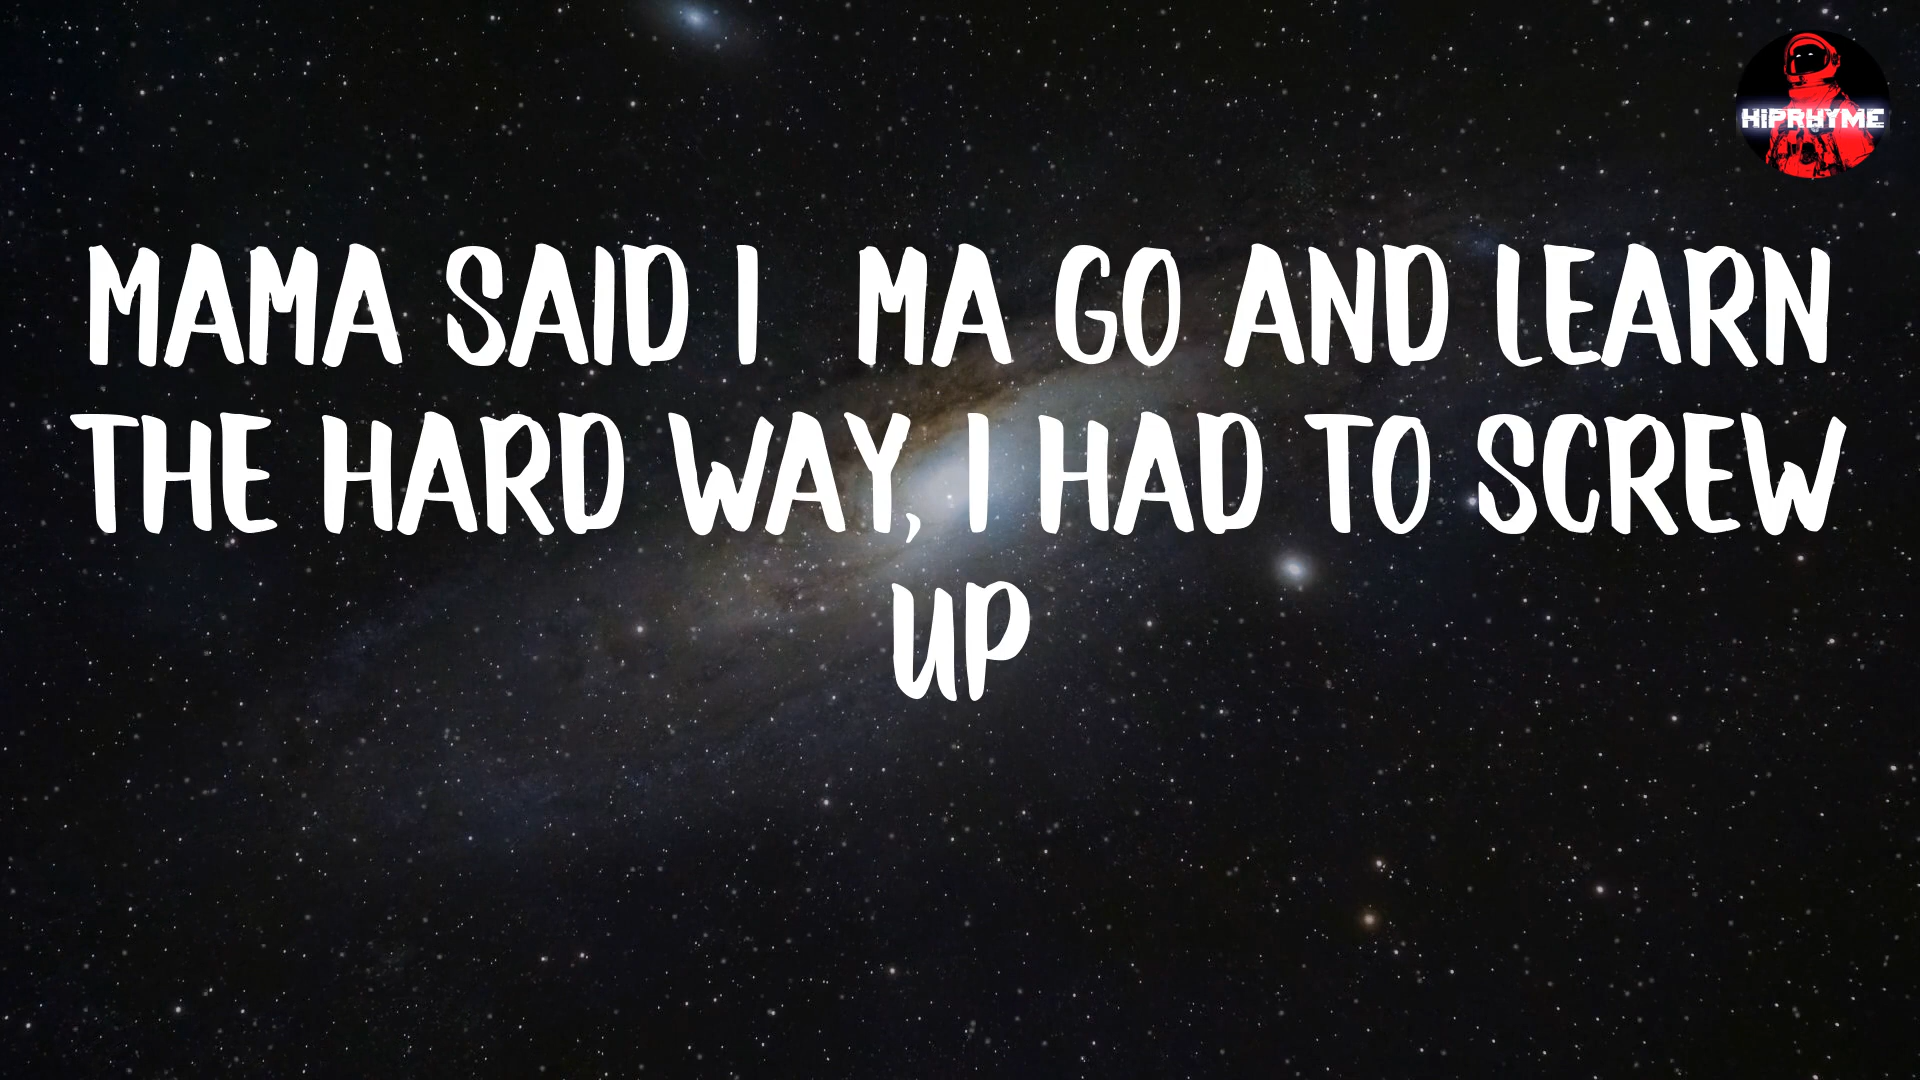 HIPRHYME
MAMA SAID I MA GO AND LEARN
THE HARD WAY, I HAD TO SCREW
UP